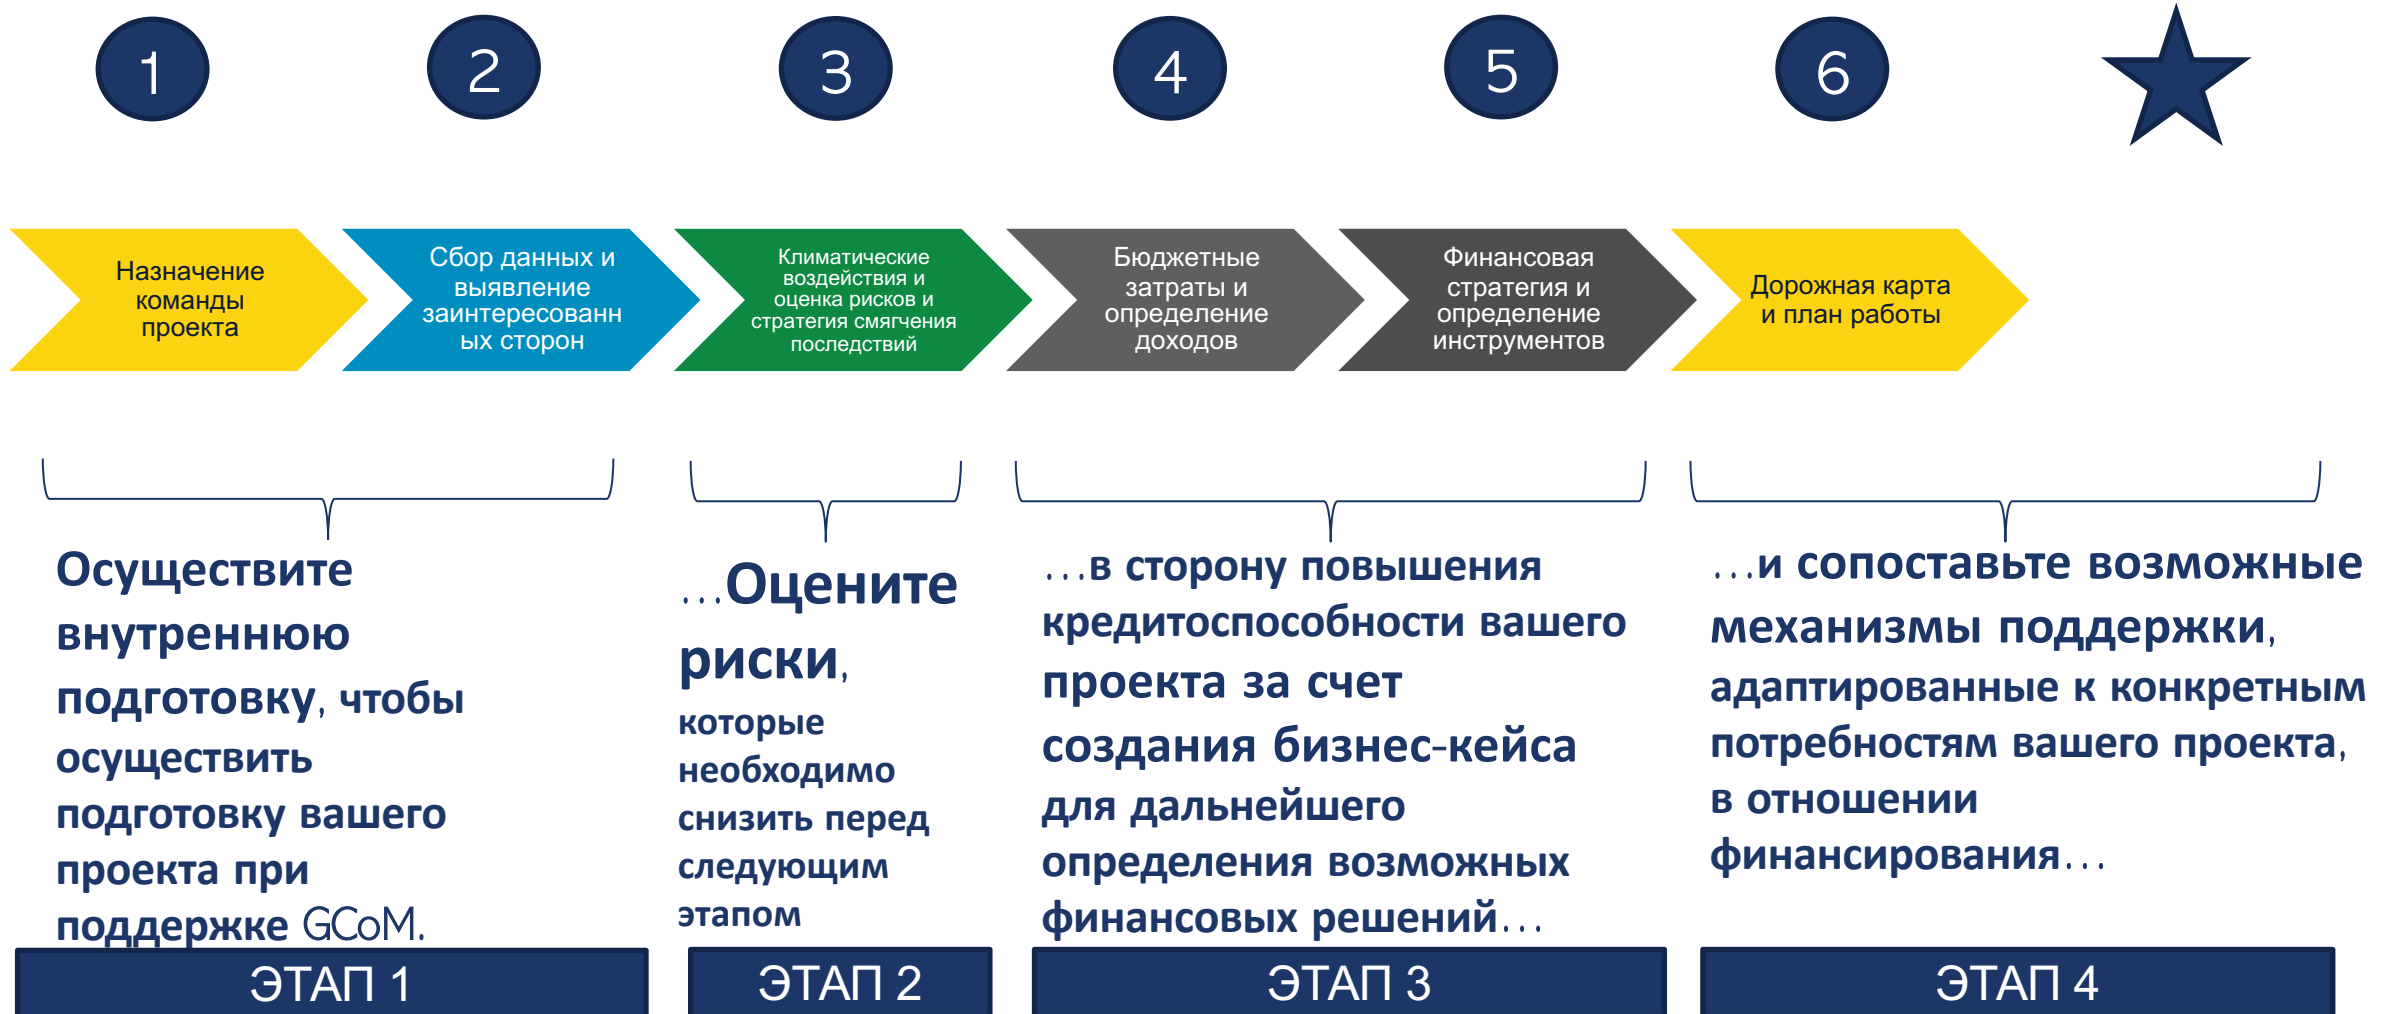 1
2
3
4
5
6
Назначение
команды
проекта
Сбор данных и
выявление
заинтересованн
ых сторон
Климатические
воздействия и
оценка рисков и
стратегия смягчения
последствий
Бюджетные
затраты и
определение
доходов
Финансовая
стратегия и
определение
инструментов
Дорожная карта
и план работы
Осуществите
внутреннюю
подготовку, чтобы
осуществить
подготовку вашего
проекта при
поддержке GCoM.
...Оцените
риски,
которые
необходимо
снизить перед
следующим
этапом
...в сторону повышения
кредитоспособности вашего
проекта за счет
создания бизнес-кейса
для дальнейшего
определения возможных
финансовых решений...
...и сопоставьте возможные
механизмы поддержки,
адаптированные к конкретным
потребностям вашего проекта,
в отношении
финансирования...
ЭТАП 1
ЭТАП 2
ЭТАП 3
ЭТАП 4